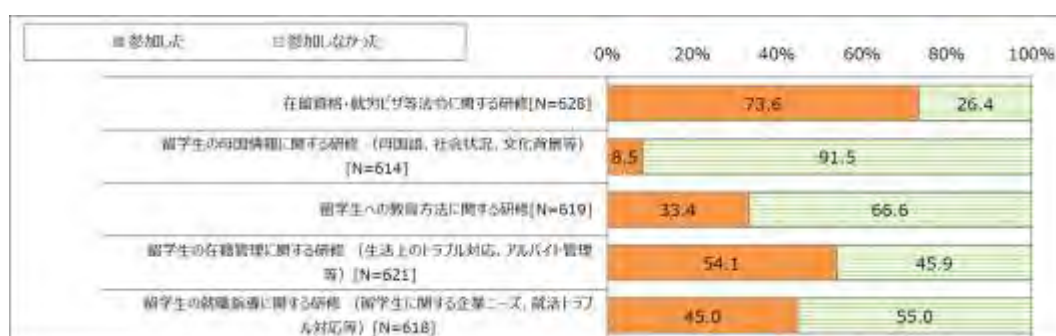 ■参加した □参加しなかった
0% 20% 40% 60% 80% 100%
在留資格・就労ビザ等法令に関する研修[N=628]
73.6 26.4
留学生の母国情報に関する研修 （母国語、社会状況、文化背景等）
[N=614]
8.5 91.5
留学生への教育方法に関する研修[N=619]
33.4 66.6
留学生の在籍管理に関する研修 （生活上のトラブル対応、アルバイト管理
等）[N=621]
54.1 45.9
留学生の就職指導に関する研修 （留学生に関する企業ニーズ、就活トラブ
ル対応等）[N=618]
45.0 55.0